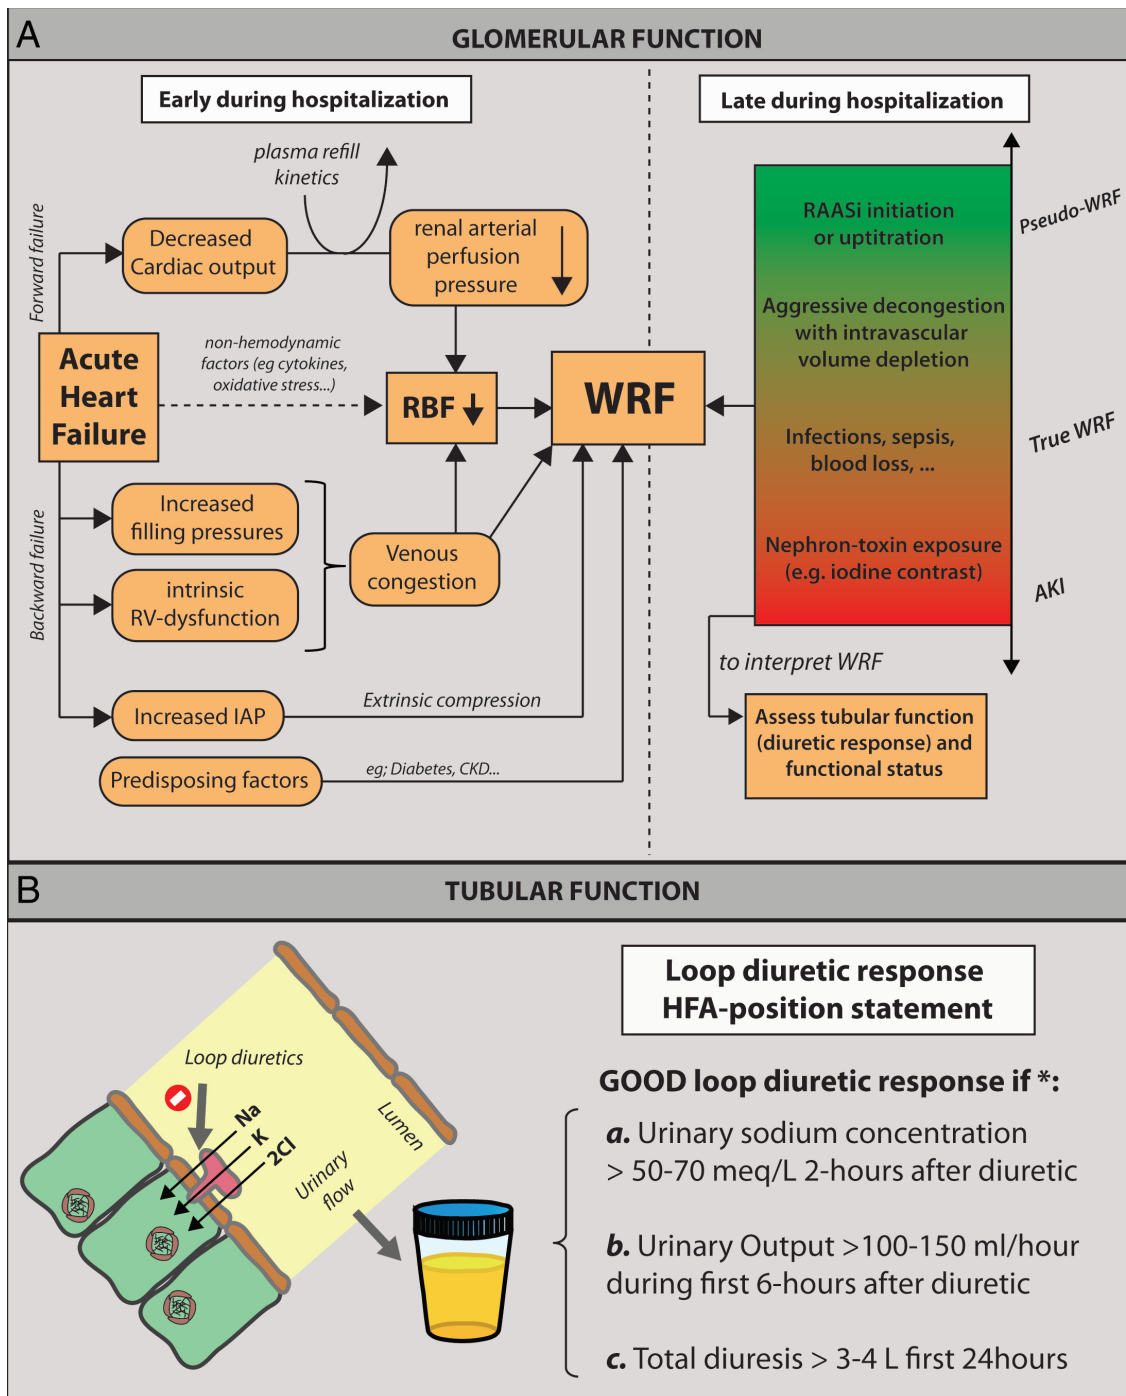 A
GLOMERULAR FUNCTION
Early during hospitalization
plasma refill
kinetics
Forward failure
Decreased
Cardiac output
renal arterial
perfusion
pressure
Acute
Heart
Failure
non-hemodynamic
factors (eg cytokines,
oxidative stress...)
RBF
WRF
Backward failure
Increased
filling pressures
intrinsic
RV-dysfunction
Venous
congestion
Increased IAP
Extrinsic compression
Predisposing factors
eg; Diabetes, CKD...
Late during hospitalization
RAASi initiation
or uptitration
Aggressive decongestion
with intravascular
volume depletion
Infections, sepsis,
blood loss, ...
Nephron-toxin exposure
(e.g. iodine contrast)
Pseudo-WRF
True WRF
AKI
to interpret WRF
Assess tubular function
(diuretic response) and
functional status
B
TUBULAR FUNCTION
Loop diuretics
Na
K
2Cl
Lumen
Urinary
flow
Loop diuretic response
HFA-position statement
GOOD loop diuretic response if *:
a. Urinary sodium concentration
> 50-70 meq/L 2-hours after diuretic
b. Urinary Output >100-150 ml/hour
during first 6-hours after diuretic
c. Total diuresis > 3-4 L first 24hours